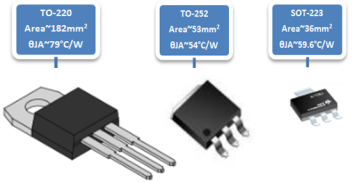 TO-220
Area~182mm²
θJA~79°C/W
TO-252
Area~53mm²
θJA~54°C/W
SOT-223
Area~36mm²
θJA~59.6°C/W